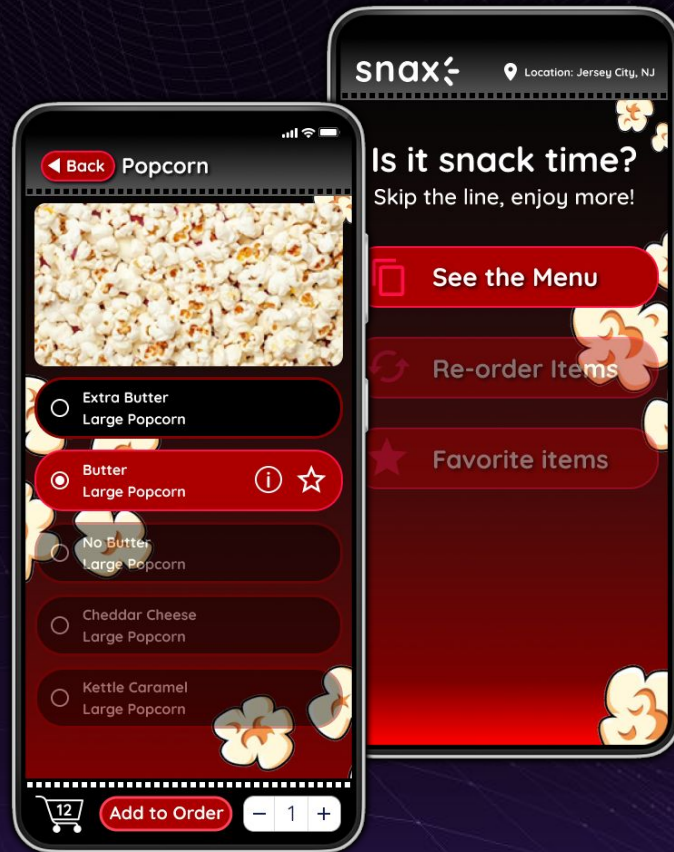 snax
Location: Jersey City, NJ
Is it snack time?
Skip the line, enjoy more!
See the Menu
Re-order Items
Favorite items
Back Popcorn
Extra Butter
Large Popcorn
Butter
Large Popcorn
No Butter
Large Popcorn
Cheddar Cheese
Large Popcorn
Kettle Caramel
Large Popcorn
12 Add to Order − 1 +